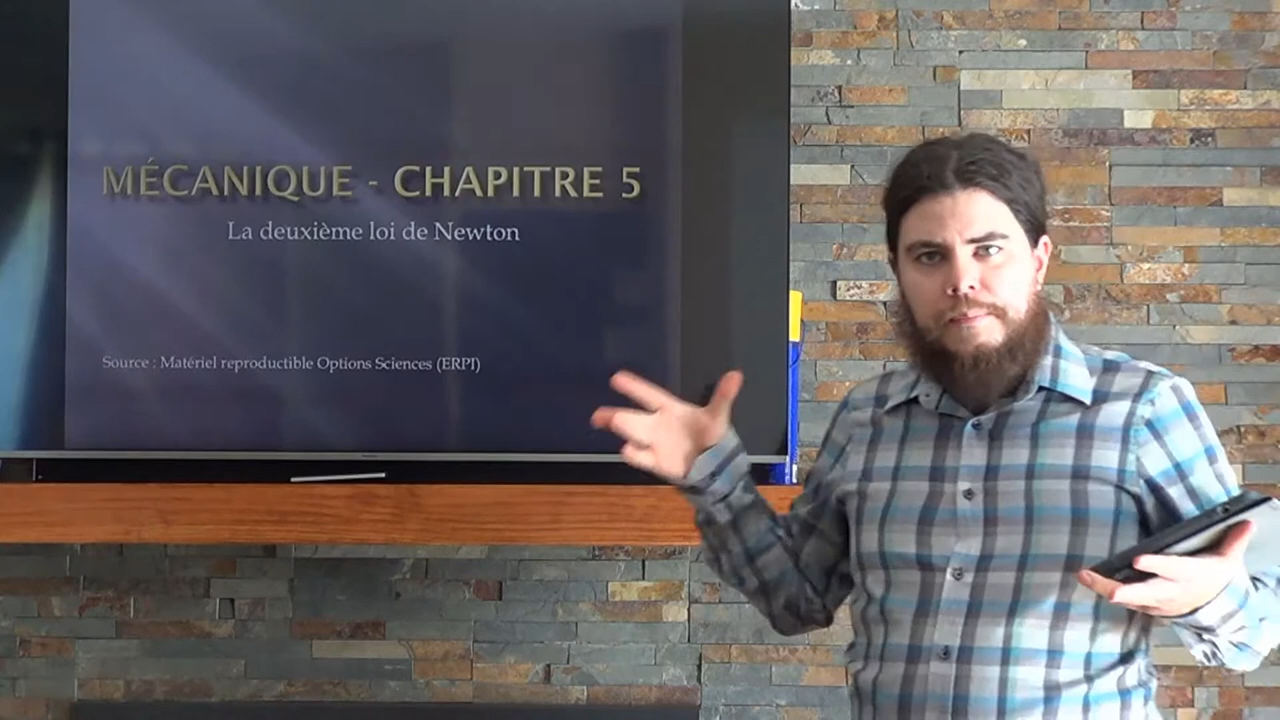 MÉCANIQUE - CHAPITRE 5
La deuxième loi de Newton
Source : Matériel reproductible Options Sciences (ERPI)